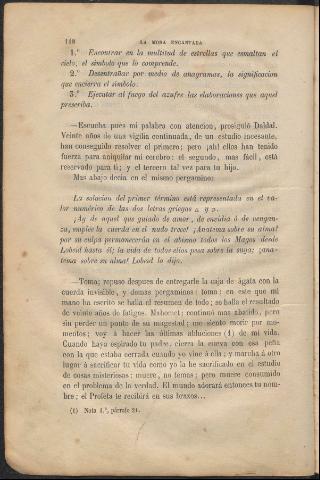 148 LA MORA ENCANTADA
1.° Encontrar en la multitud de estrellas que esmaltan el
cielo, el símbolo que lo comprende.
2.° Desentrañar por medio de anagramas, la significacion
que encierra el símbolo.
3.° Ejecutar al fuego del azufre las elaboraciones que aquel
prescriba.
—Escucha pues mi palabra con atencion, prosiguió Daldal.
Veinte años de una vigilia continuada, de un estudio incesante,
han conseguido resolver el primero; pero ¡ah! ellos han tenido
fuerza para aniquilar mi cerebro: el segundo, mas fácil, está
reservado para tí; y el tercero tal vez para tu hija.
Mas abajo decia en el mismo pergamino:
La solucion del primer término está representada en el va-
lor numérico de las dos letras griegas y
¡Ay de aquel que guiado de amor, de envidia ó de vengan-
za, emplee la cuerda en el nudo trece! ¡Anatema sobre su alma!
por su culpa permanecerán en el abismo todos los Magos desde
Lobsid hasta él; la vida de todos ellos pesa sobre la suya: ¡ana-
tema sobre su alma! Lobsid lo dijo.
—Toma; repuso despues de entregarle la caja de ágata con la
cuerda invisible, y demas pergaminos: toma: en este que mi
mano ha escrito se halla el resumen de todo; se halla el resultado
de veinte años de fatigas. Mahomet; continuó mas abatido, pero
sin perder un punto de su magestad; me siento morir por mo-
mentos; voy á hacer las últimas abluciones (1) de mi vida.
Cuando haya espirado tu padre, cierra la cueva con esa peña
con la que estaba cerrada cuando yo vine á ella; y marcha á otro
lugar á sacrificar tu vida como yo la he sacrificado en el estudio
de cosas misteriosas: muere, no temas; pero muere consumido
en el problema de la verdad. El mundo adorará entonces tu nom-
bre; el Profeta te recibirá en sus brazos...
(1) Nota 1.ª, párrafo 21.